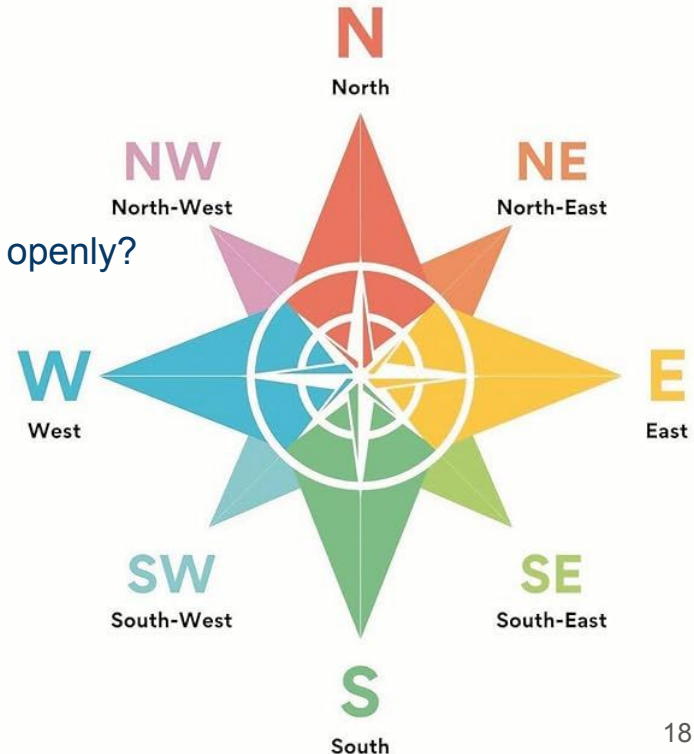 N
North
NW
North-West
NE
North-East
openly?
W
West
E
East
SW
South-West
SE
South-East
S
South
18